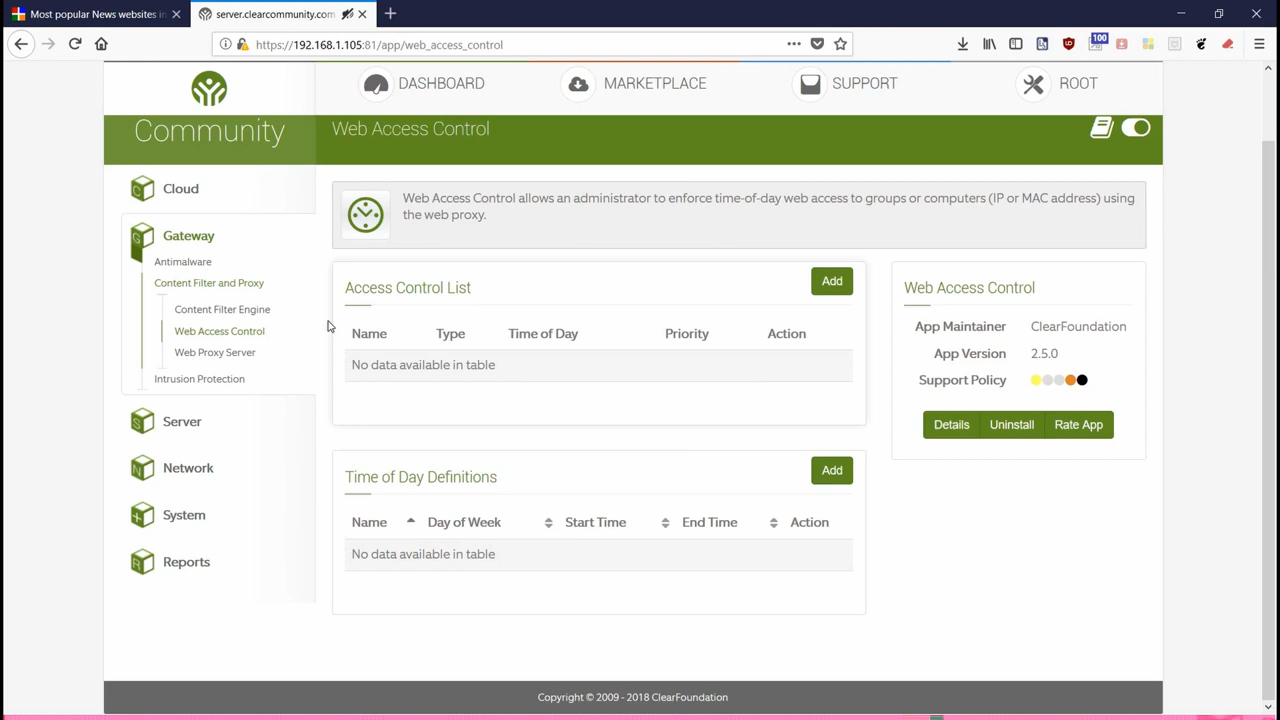 Most popular News websites in
server.clearcommunity.com
https://192.168.1.105:81/app/web_access_control
100
DASHBOARD
MARKETPLACE
SUPPORT
ROOT
Community
Web Access Control
Cloud
Gateway
Antimalware
Content Filter and Proxy
Content Filter Engine
Web Access Control
Web Proxy Server
Intrusion Protection
Server
Network
System
Reports
Web Access Control allows an administrator to enforce time-of-day web access to groups or computers (IP or MAC address) using
the web proxy.
Access Control List
Add
Name Type Time of Day Priority Action
No data available in table
Time of Day Definitions
Add
Name Day of Week Start Time End Time Action
No data available in table
Web Access Control
App Maintainer ClearFoundation
App Version 2.5.0
Support Policy
Details Uninstall Rate App
Copyright © 2009 - 2018 ClearFoundation